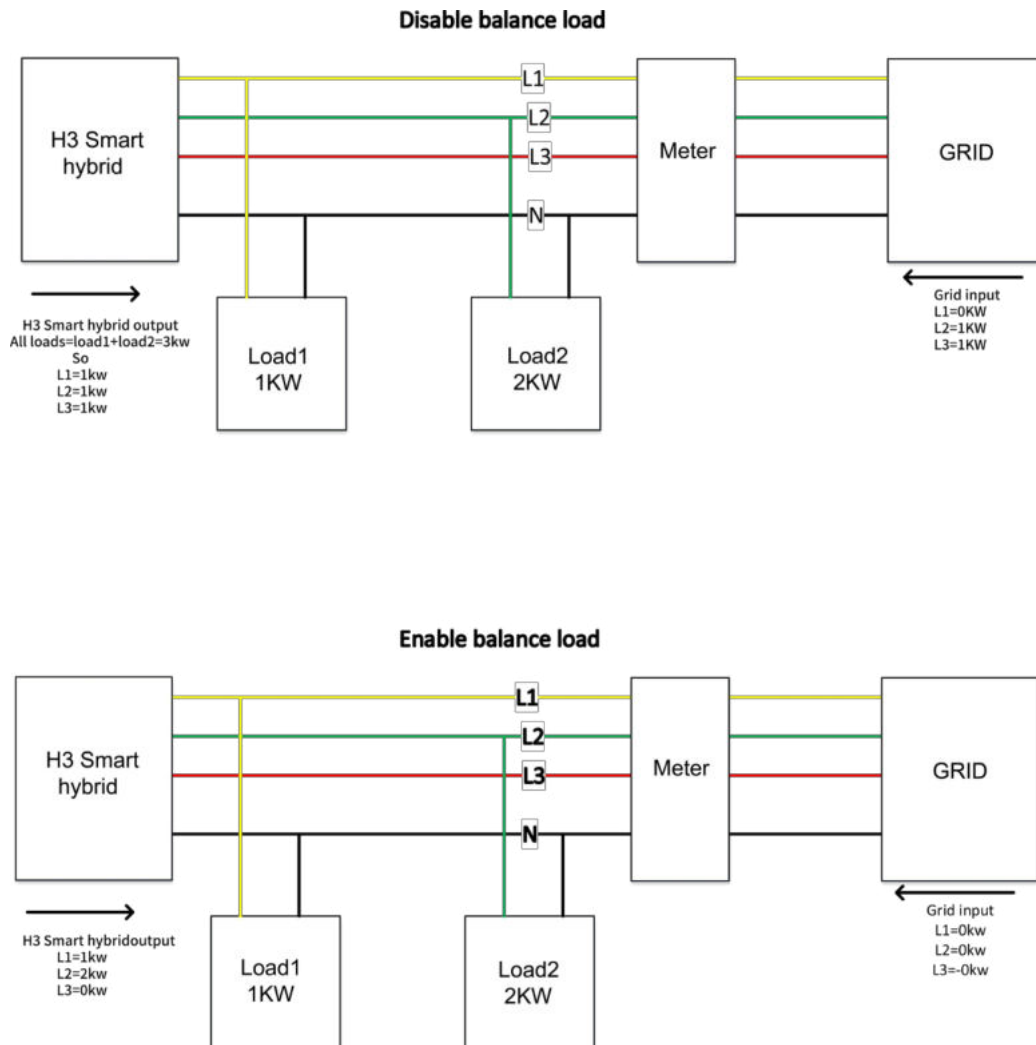 Disable balance load
H3 Smart
hybrid
L1
L2
L3
N
Meter
GRID
H3 Smart hybrid output
All loads=load1+load2=3kw
So
L1=1kw
L2=1kw
L3=1kw
Load1
1KW
Load2
2KW
Grid input
L1=0KW
L2=1KW
L3=1KW
Enable balance load
H3 Smart
hybrid
L1
L2
L3
N
Meter
GRID
H3 Smart hybridoutput
L1=1kw
L2=2kw
L3=0kw
Load1
1KW
Load2
2KW
Grid input
L1=0kw
L2=0kw
L3=-0kw